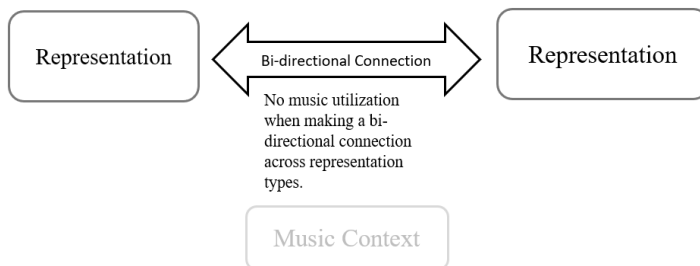 Representation
Bi-directional Connection
Representation
No music utilization
when making a bi-
directional connection
across representation
types.
Music Context